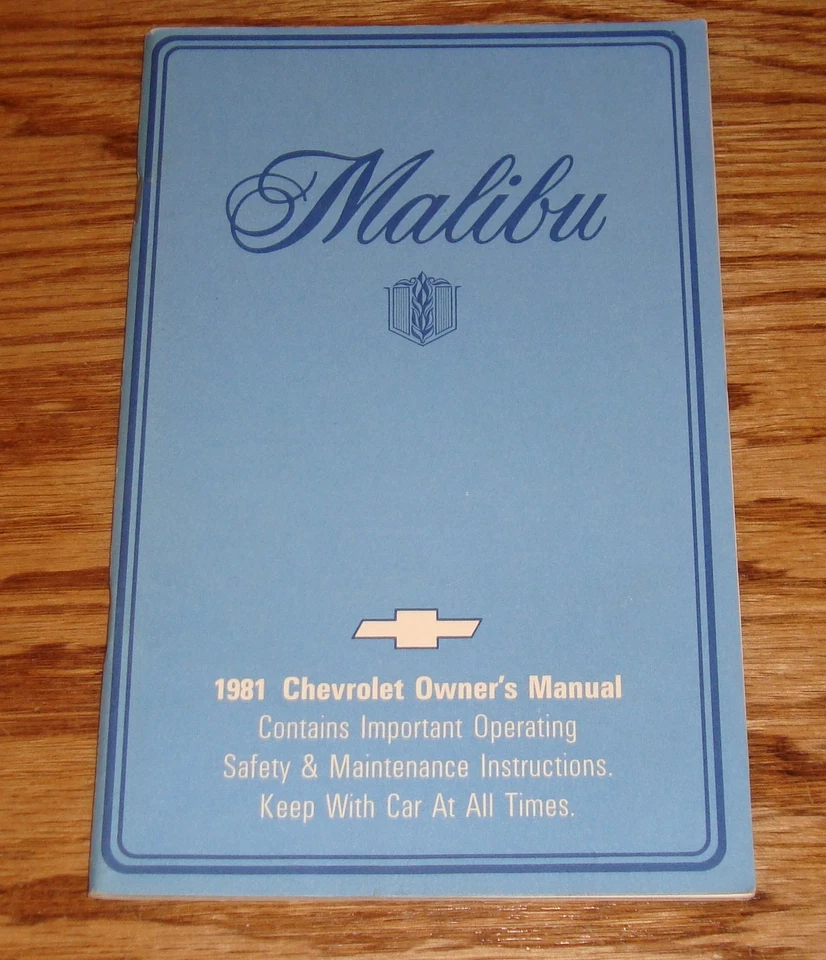 Malibu
1981 Chevrolet Owner's Manual
Contains Important Operating
Safety & Maintenance Instructions.
Keep With Car At All Times.